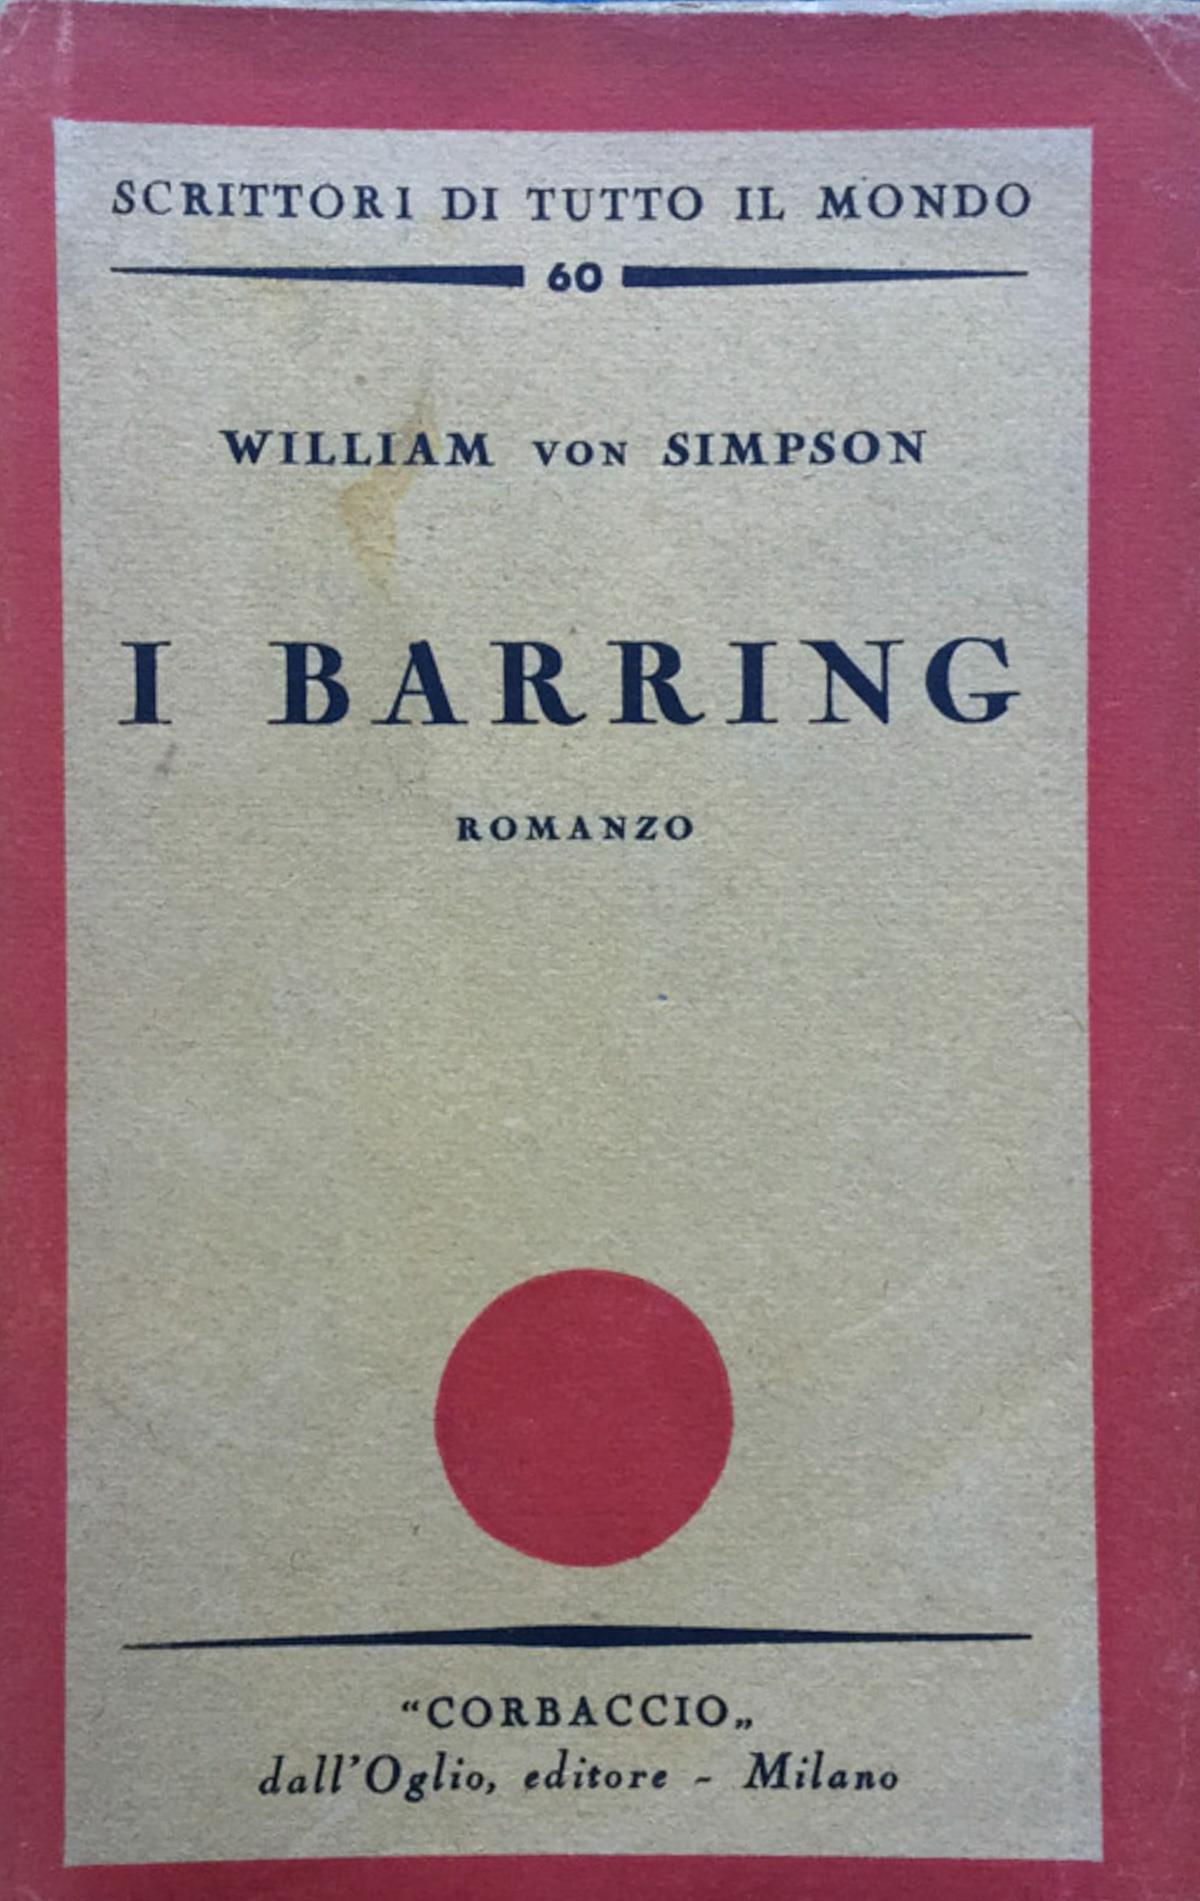 SCRITTORI DI TUTTO IL MONDO
60
WILLIAM VON SIMPSON
I BARRING
ROMANZO
“CORBACCIO„
dall'Oglio, editore - Milano